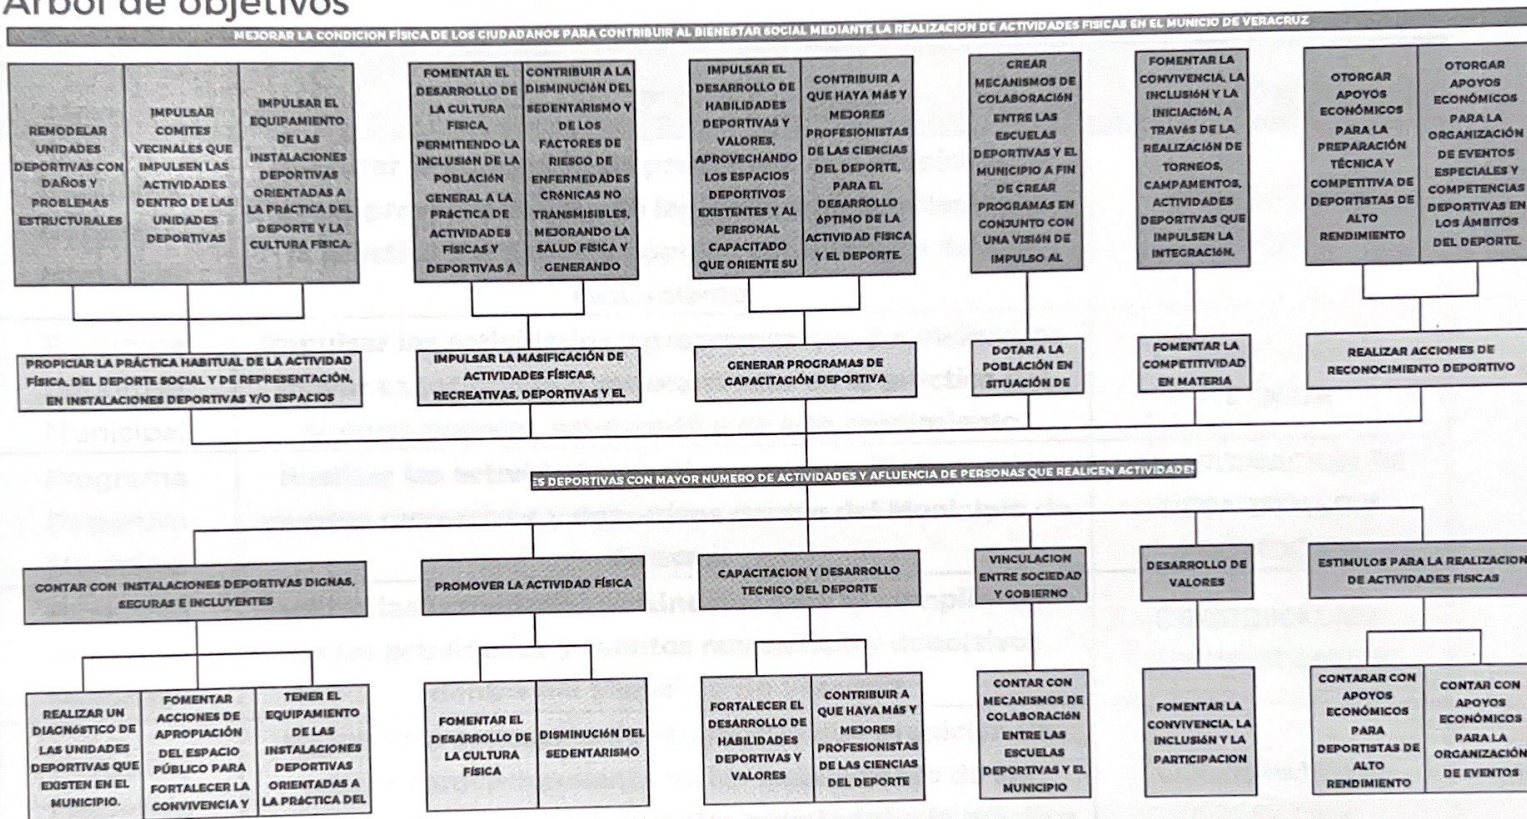 Árbol de objetivos
MEJORAR LA CONDICION FÍSICA DE LOS CIUDADANOS PARA CONTRIBUIR AL BIENESTAR SOCIAL MEDIANTE LA REALIZACION DE ACTIVIDADES FISICAS EN EL MUNICIO DE VERACRUZ
REMODELAR
UNIDADES
DEPORTIVAS CON
DAÑOS Y
PROBLEMAS
ESTRUCTURALES
IMPULSAR
COMITES
VECINALES QUE
IMPULSEN LAS
ACTIVIDADES
DENTRO DE LAS
UNIDADES
DEPORTIVAS
IMPULSAR EL
EQUIPAMIENTO
DE LAS
INSTALACIONES
DEPORTIVAS
ORIENTADAS A
LA PRÁCTICA DEL
DEPORTE Y LA
CULTURA FÍSICA.
FOMENTAR EL
DESARROLLO DE
LA CULTURA
FÍSICA,
PERMITIENDO LA
INCLUSIÓN DE LA
POBLACIÓN
GENERAL A LA
PRÁCTICA DE
ACTIVIDADES
FÍSICAS Y
DEPORTIVAS A
CONTRIBUIR A LA
DISMINUCIÓN DEL
SEDENTARISMO Y
DE LOS
FACTORES DE
RIESGO DE
ENFERMEDADES
CRÓNICAS NO
TRANSMISIBLES,
MEJORANDO LA
SALUD FÍSICA Y
GENERANDO
IMPULSAR EL
DESARROLLO DE
HABILIDADES
DEPORTIVAS Y
VALORES,
APROVECHANDO
LOS ESPACIOS
DEPORTIVOS
EXISTENTES Y AL
PERSONAL
CAPACITADO
QUE ORIENTE SU
CONTRIBUIR A
QUE HAYA MÁS Y
MEJORES
PROFESIONISTAS
DE LAS CIENCIAS
DEL DEPORTE,
PARA EL
DESARROLLO
ÓPTIMO DE LA
ACTIVIDAD FÍSICA
Y EL DEPORTE.
CREAR
MECANISMOS DE
COLABORACIÓN
ENTRE LAS
ESCUELAS
DEPORTIVAS Y EL
MUNICIPIO A FIN
DE CREAR
PROGRAMAS EN
CONJUNTO CON
UNA VISIÓN DE
IMPULSO AL
FOMENTAR LA
CONVIVENCIA, LA
INCLUSIÓN Y LA
INICIACIÓN, A
TRAVÉS DE LA
REALIZACIÓN DE
TORNEOS,
CAMPAMENTOS,
ACTIVIDADES
DEPORTIVAS QUE
IMPULSEN LA
INTEGRACIÓN.
OTORGAR
APOYOS
ECONÓMICOS
PARA LA
PREPARACIÓN
TÉCNICA Y
COMPETITIVA DE
DEPORTISTAS DE
ALTO
RENDIMIENTO
OTORGAR
APOYOS
ECONÓMICOS
PARA LA
ORGANIZACIÓN
DE EVENTOS
ESPECIALES Y
COMPETENCIAS
DEPORTIVAS EN
LOS ÁMBITOS
DEL DEPORTE.
PROPICIAR LA PRÁCTICA HABITUAL DE LA ACTIVIDAD
FÍSICA, DEL DEPORTE SOCIAL Y DE REPRESENTACIÓN,
EN INSTALACIONES DEPORTIVAS Y/O ESPACIOS
IMPULSAR LA MASIFICACIÓN DE
ACTIVIDADES FÍSICAS,
RECREATIVAS, DEPORTIVAS Y EL
GENERAR PROGRAMAS DE
CAPACITACIÓN DEPORTIVA
DOTAR A LA
POBLACIÓN EN
SITUACIÓN DE
FOMENTAR LA
COMPETITIVIDAD
EN MATERIA
REALIZAR ACCIONES DE
RECONOCIMIENTO DEPORTIVO
ES DEPORTIVAS CON MAYOR NUMERO DE ACTIVIDADES Y AFLUENCIA DE PERSONAS QUE REALICEN ACTIVIDADES
CONTAR CON INSTALACIONES DEPORTIVAS DIGNAS,
SEGURAS E INCLUYENTES
PROMOVER LA ACTIVIDAD FÍSICA
CAPACITACION Y DESARROLLO
TECNICO DEL DEPORTE
VINCULACION
ENTRE SOCIEDAD
Y GOBIERNO
DESARROLLO DE
VALORES
ESTIMULOS PARA LA REALIZACION
DE ACTIVIDADES FISICAS
REALIZAR UN
DIAGNÓSTICO DE
LAS UNIDADES
DEPORTIVAS QUE
EXISTEN EN EL
MUNICIPIO.
FOMENTAR
ACCIONES DE
APROPIACIÓN
DEL ESPACIO
PÚBLICO PARA
FORTALECER LA
CONVIVENCIA Y
TENER EL
EQUIPAMIENTO
DE LAS
INSTALACIONES
DEPORTIVAS
ORIENTADAS A
LA PRÁCTICA DEL
FOMENTAR EL
DESARROLLO DE
LA CULTURA
FÍSICA
DISMINUCIÓN DEL
SEDENTARISMO
FORTALECER EL
DESARROLLO DE
HABILIDADES
DEPORTIVAS Y
VALORES
CONTRIBUIR A
QUE HAYA MÁS Y
MEJORES
PROFESIONISTAS
DE LAS CIENCIAS
DEL DEPORTE
CONTAR CON
MECANISMOS DE
COLABORACIÓN
ENTRE LAS
ESCUELAS
DEPORTIVAS Y EL
MUNICIPIO
FOMENTAR LA
CONVIVENCIA, LA
INCLUSIÓN Y LA
PARTICIPACION
CONTARAR CON
APOYOS
ECONÓMICOS
PARA
DEPORTISTAS DE
ALTO
RENDIMIENTO
CONTAR CON
APOYOS
ECONÓMICOS
PARA LA
ORGANIZACIÓN
DE EVENTOS